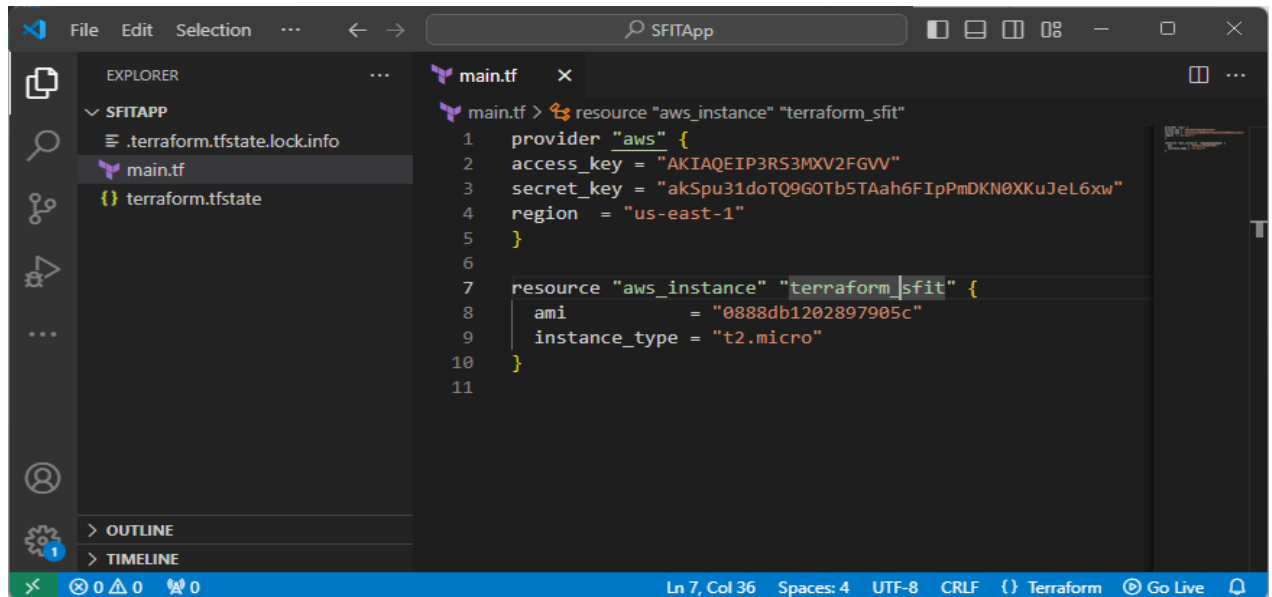 File Edit Selection ··· ← → SFITApp
EXPLORER ···
SFITAPP
.terraform.tfstate.lock.info
main.tf
{} terraform.tfstate
OUTLINE
TIMELINE
main.tf ×
main.tf > resource "aws_instance" "terraform_sfit"
1 provider "aws" {
2 access_key = "AKIAQEIP3RS3MXV2FGVV"
3 secret_key = "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"
4 region = "us-east-1"
5 }
6
7 resource "aws_instance" "terraform_sfit" {
8 ami = "0888db1202897905c"
9 instance_type = "t2.micro"
10 }
11
1
0 0 0 Ln 7, Col 36 Spaces: 4 UTF-8 CRLF {} Terraform Go Live